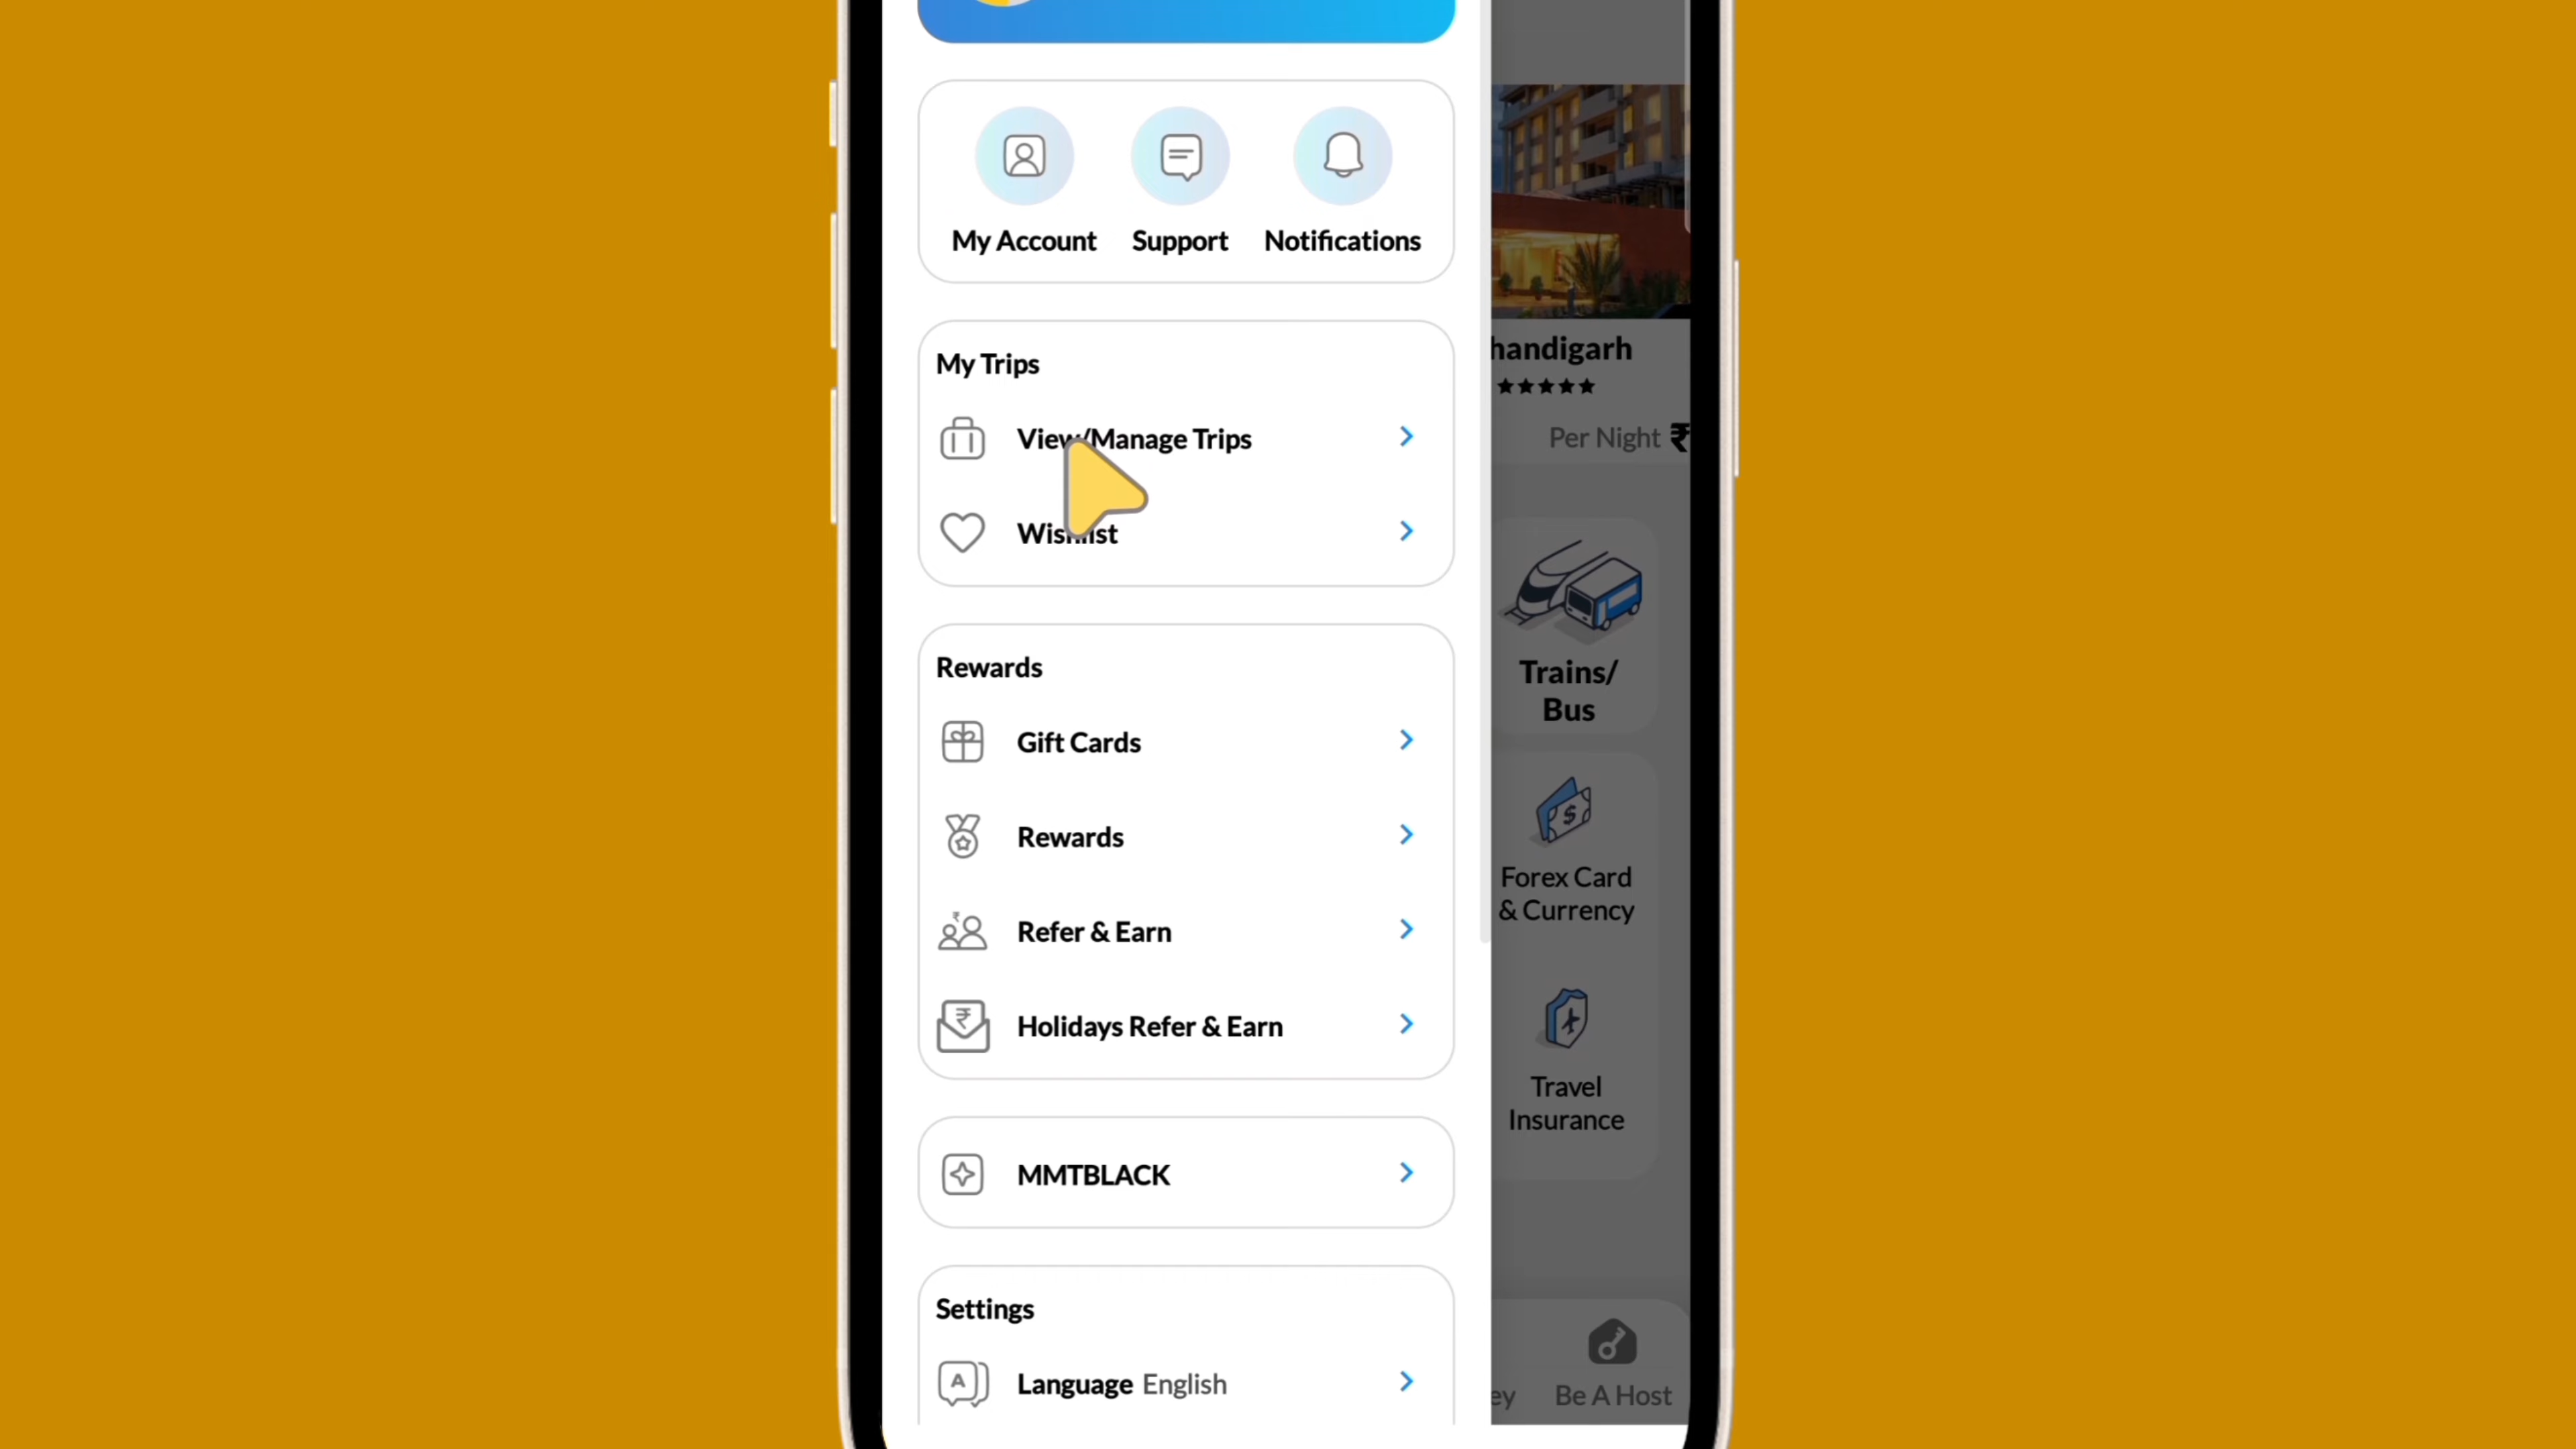 My Account Support Notifications
My Trips
View/Manage Trips
Wishlist
Rewards
Gift Cards
Rewards
Refer & Earn
Holidays Refer & Earn
MMTBLACK
Settings
Language English
handigarh
Per Night ₹
Trains/
Bus
Forex Card
& Currency
Travel
Insurance
ey Be A Host